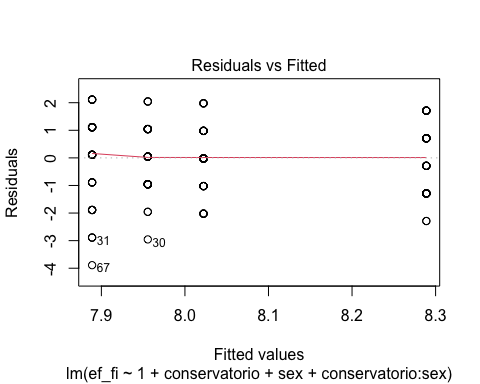 Residuals vs Fitted
Residuals
2
1
0
-1
-2
-3
-4
31
30
67
7.9 8.0 8.1 8.2 8.3
Fitted values
lm(ef_fi ~ 1 + conservatorio + sex + conservatorio:sex)